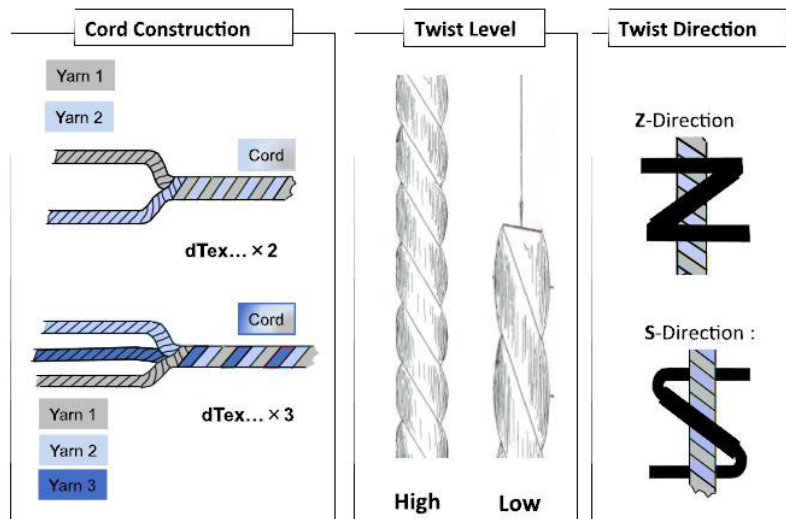 Cord Construction
Yarn 1
Yarn 2
Cord
dTex... × 2
Cord
dTex... × 3
Yarn 1
Yarn 2
Yarn 3
Twist Level
High
Low
Twist Direction
Z-Direction
S-Direction :